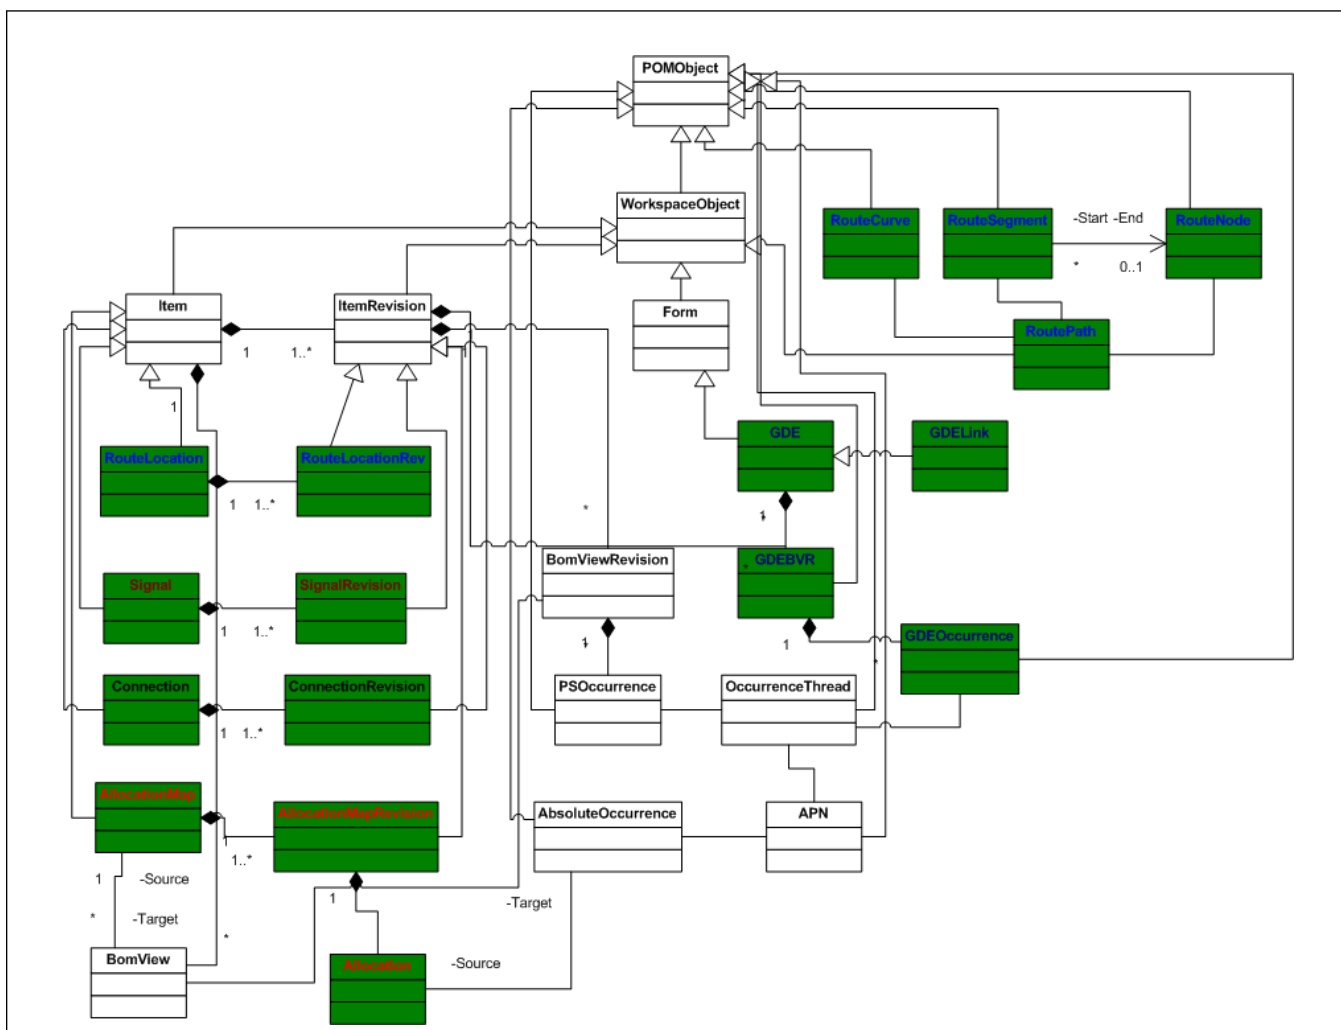 POMObject
WorkspaceObject
RouteCurve
RouteSegment
-Start -End
RouteNode
*
0..1
Item
ItemRevision
Form
RoutePath
1
1..*
1
1
RouteLocation
RouteLocationRev
GDE
GDELink
1
1..*
*
1
BomViewRevision
GDEBVR
*
Signal
SignalRevision
1
1..*
1
1
GDEOccurrence
*
Connection
ConnectionRevision
PSOccurrence
OccurrenceThread
1
1..*
AllocationMap
AllocationMapRevision
AbsoluteOccurrence
APN
1..*
1
-Source
1
-Target
*
-Target
*
BomView
Allocation
-Source